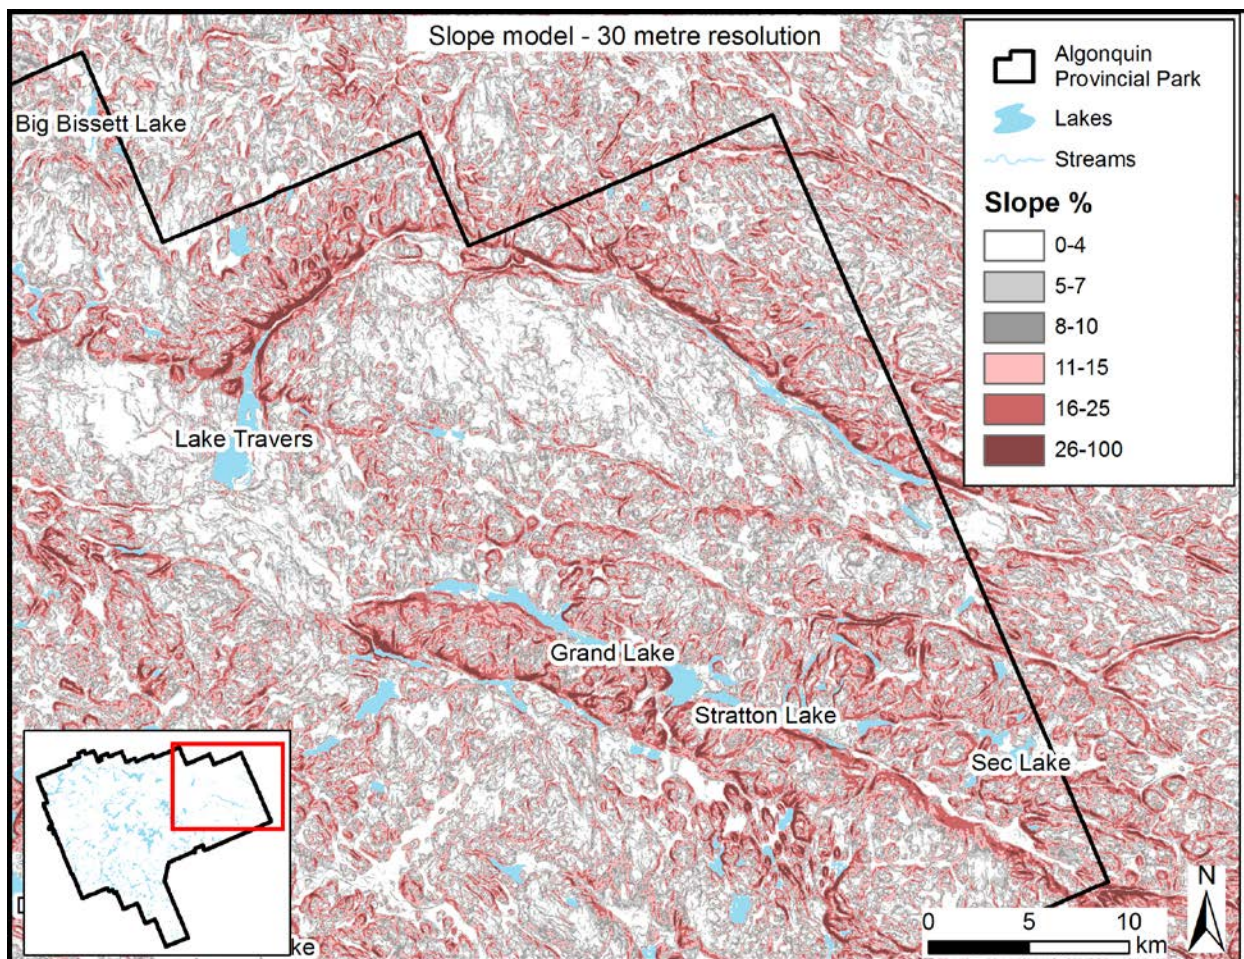 Slope model - 30 metre resolution
Algonquin
Provincial Park
Lakes
Streams
Slope %
0-4
5-7
8-10
11-15
16-25
26-100
Big Bissett Lake
Lake Travers
Grand Lake
Stratton Lake
Sec Lake
N
0 5 10
km
ke